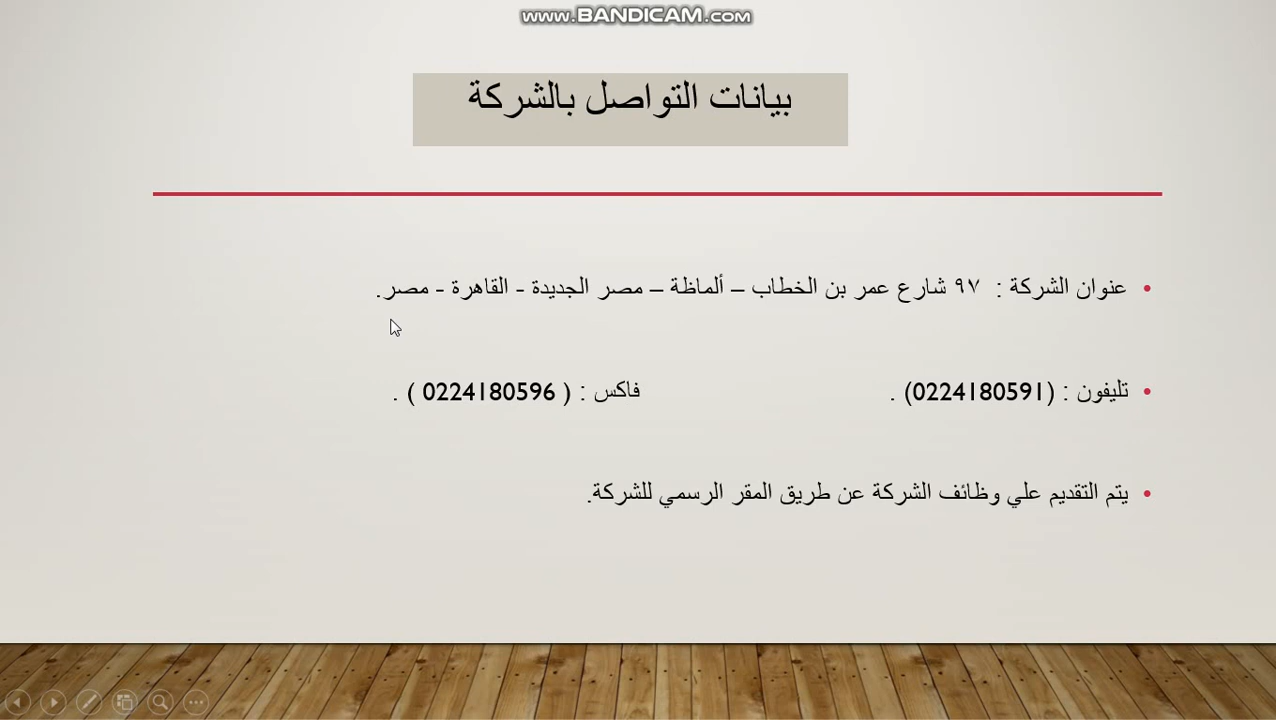 www.BANDICAM.com
بيانات التواصل بالشركة
عنوان الشركة : ٩٧ شارع عمر بن الخطاب – ألماظة – مصر الجديدة - القاهرة - مصر.
تليفون : (0224180591) . فاكس : ( 0224180596 ) .
يتم التقديم علي وظائف الشركة عن طريق المقر الرسمي للشركة.